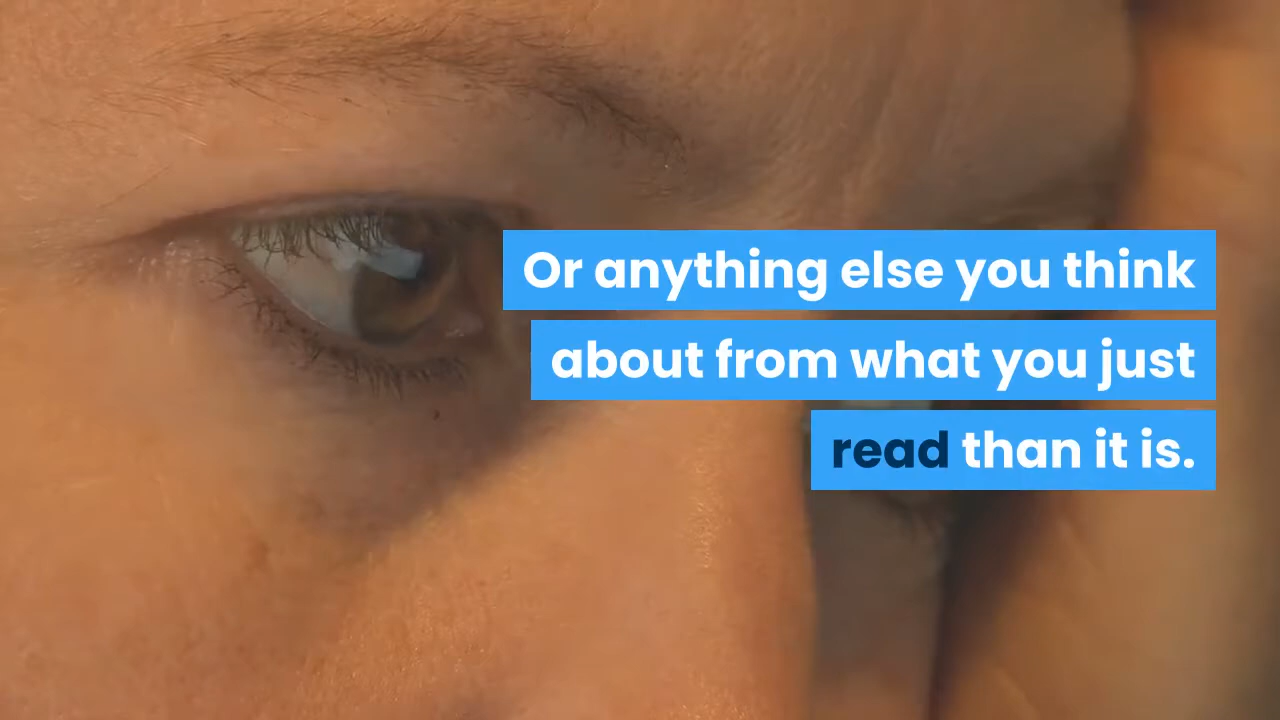 Or anything else you think
about from what you just
read than it is.